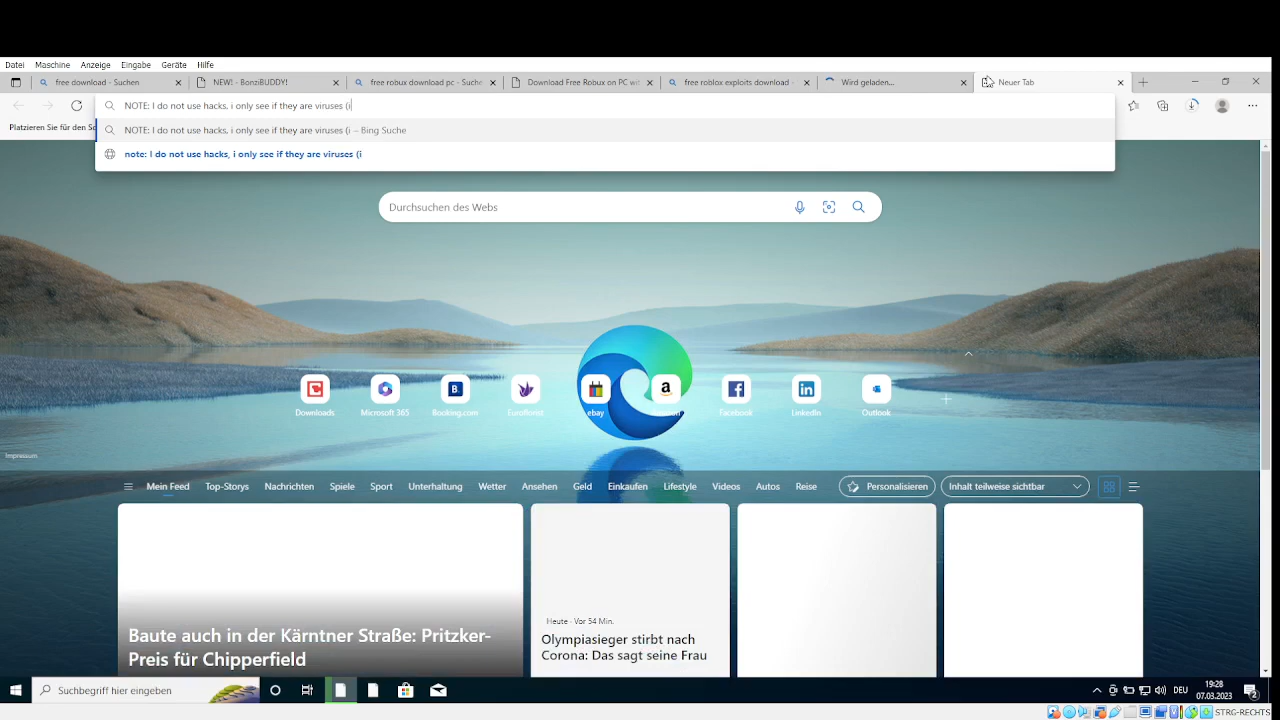 Datei Maschine Anzeige Eingabe Geräte Hilfe
free download - Suchen
NEW! - BonziBUDDY!
free robux download pc - Suche
Download Free Robux on PC wit
free roblox exploits download -
Wird geladen...
Neuer Tab
NOTE: I do not use hacks, i only see if they are viruses (i
Platzieren Sie für den Sc
NOTE: I do not use hacks, i only see if they are viruses (i – Bing Suche
note: I do not use hacks, i only see if they are viruses (i
Durchsuchen des Webs
Downloads
Microsoft 365
Booking.com
Euroflorist
ebay
Facebook
LinkedIn
Outlook
Impressum
Mein Feed Top-Storys Nachrichten Spiele Sport Unterhaltung Wetter Ansehen Geld Einkaufen Lifestyle Videos Autos Reise
Personalisieren
Inhalt teilweise sichtbar
Baute auch in der Kärntner Straße: Pritzker-
Preis für Chipperfield
Heute - Vor 54 Min.
Olympiasieger stirbt nach
Corona: Das sagt seine Frau
Suchbegriff hier eingeben
DEU
19:28
07.03.2023
2
STRG-RECHTS